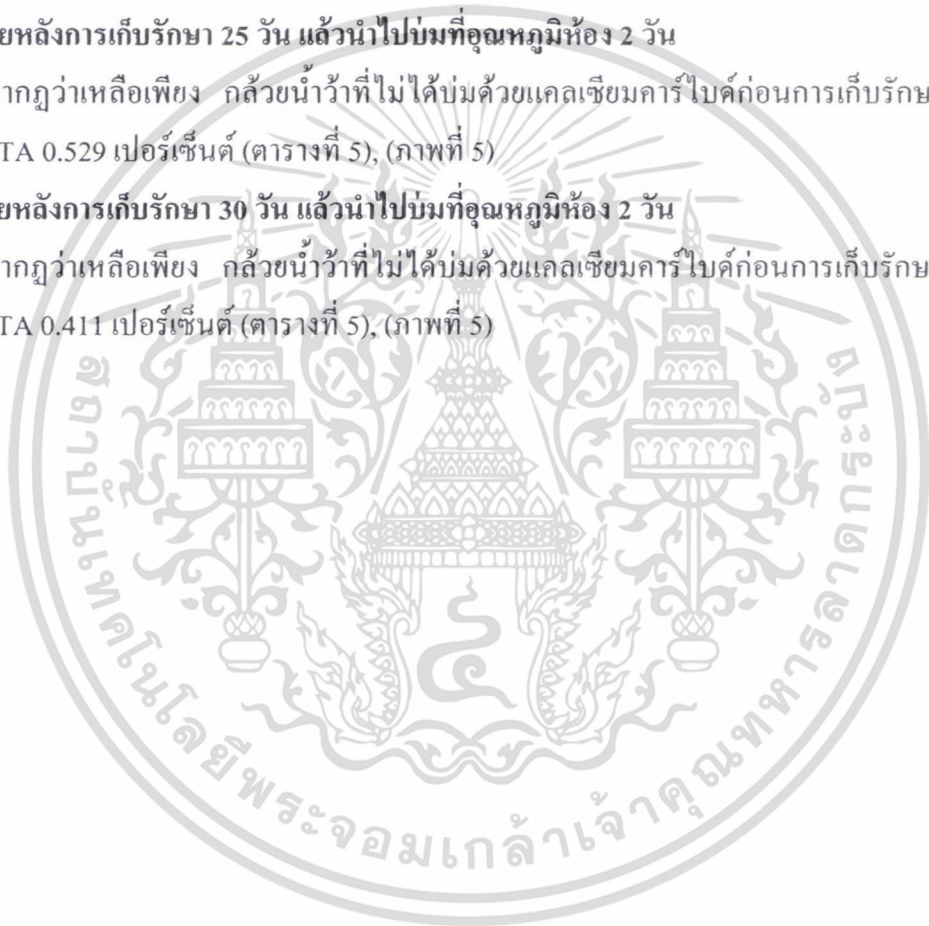 ยหลังการเก็บรักษา 25 วัน แล้วนำไปบ่มที่อุณหภูมิห้อง 2 วัน
ากฏว่าเหลือเพียง กล้วยน้ำว้าที่ไม่ได้บ่มด้วยแคลเซียมคาร์ไบด์ก่อนการเก็บรักษ
TA 0.529 เปอร์เซ็นต์ (ตารางที่ 5), (ภาพที่ 5)
ยหลังการเก็บรักษา 30 วัน แล้วนำไปบ่มที่อุณหภูมิห้อง 2 วัน
ากฏว่าเหลือเพียง กล้วยน้ำว้าที่ไม่ได้บ่มด้วยแคลเซียมคาร์ไบด์ก่อนการเก็บรักษ
TA 0.411 เปอร์เซ็นต์ (ตารางที่ 5), (ภาพที่ 5)
สถาบันเทคโนโลยีพระจอมเกล้าเจ้าคุณทหารลาดกระบัง